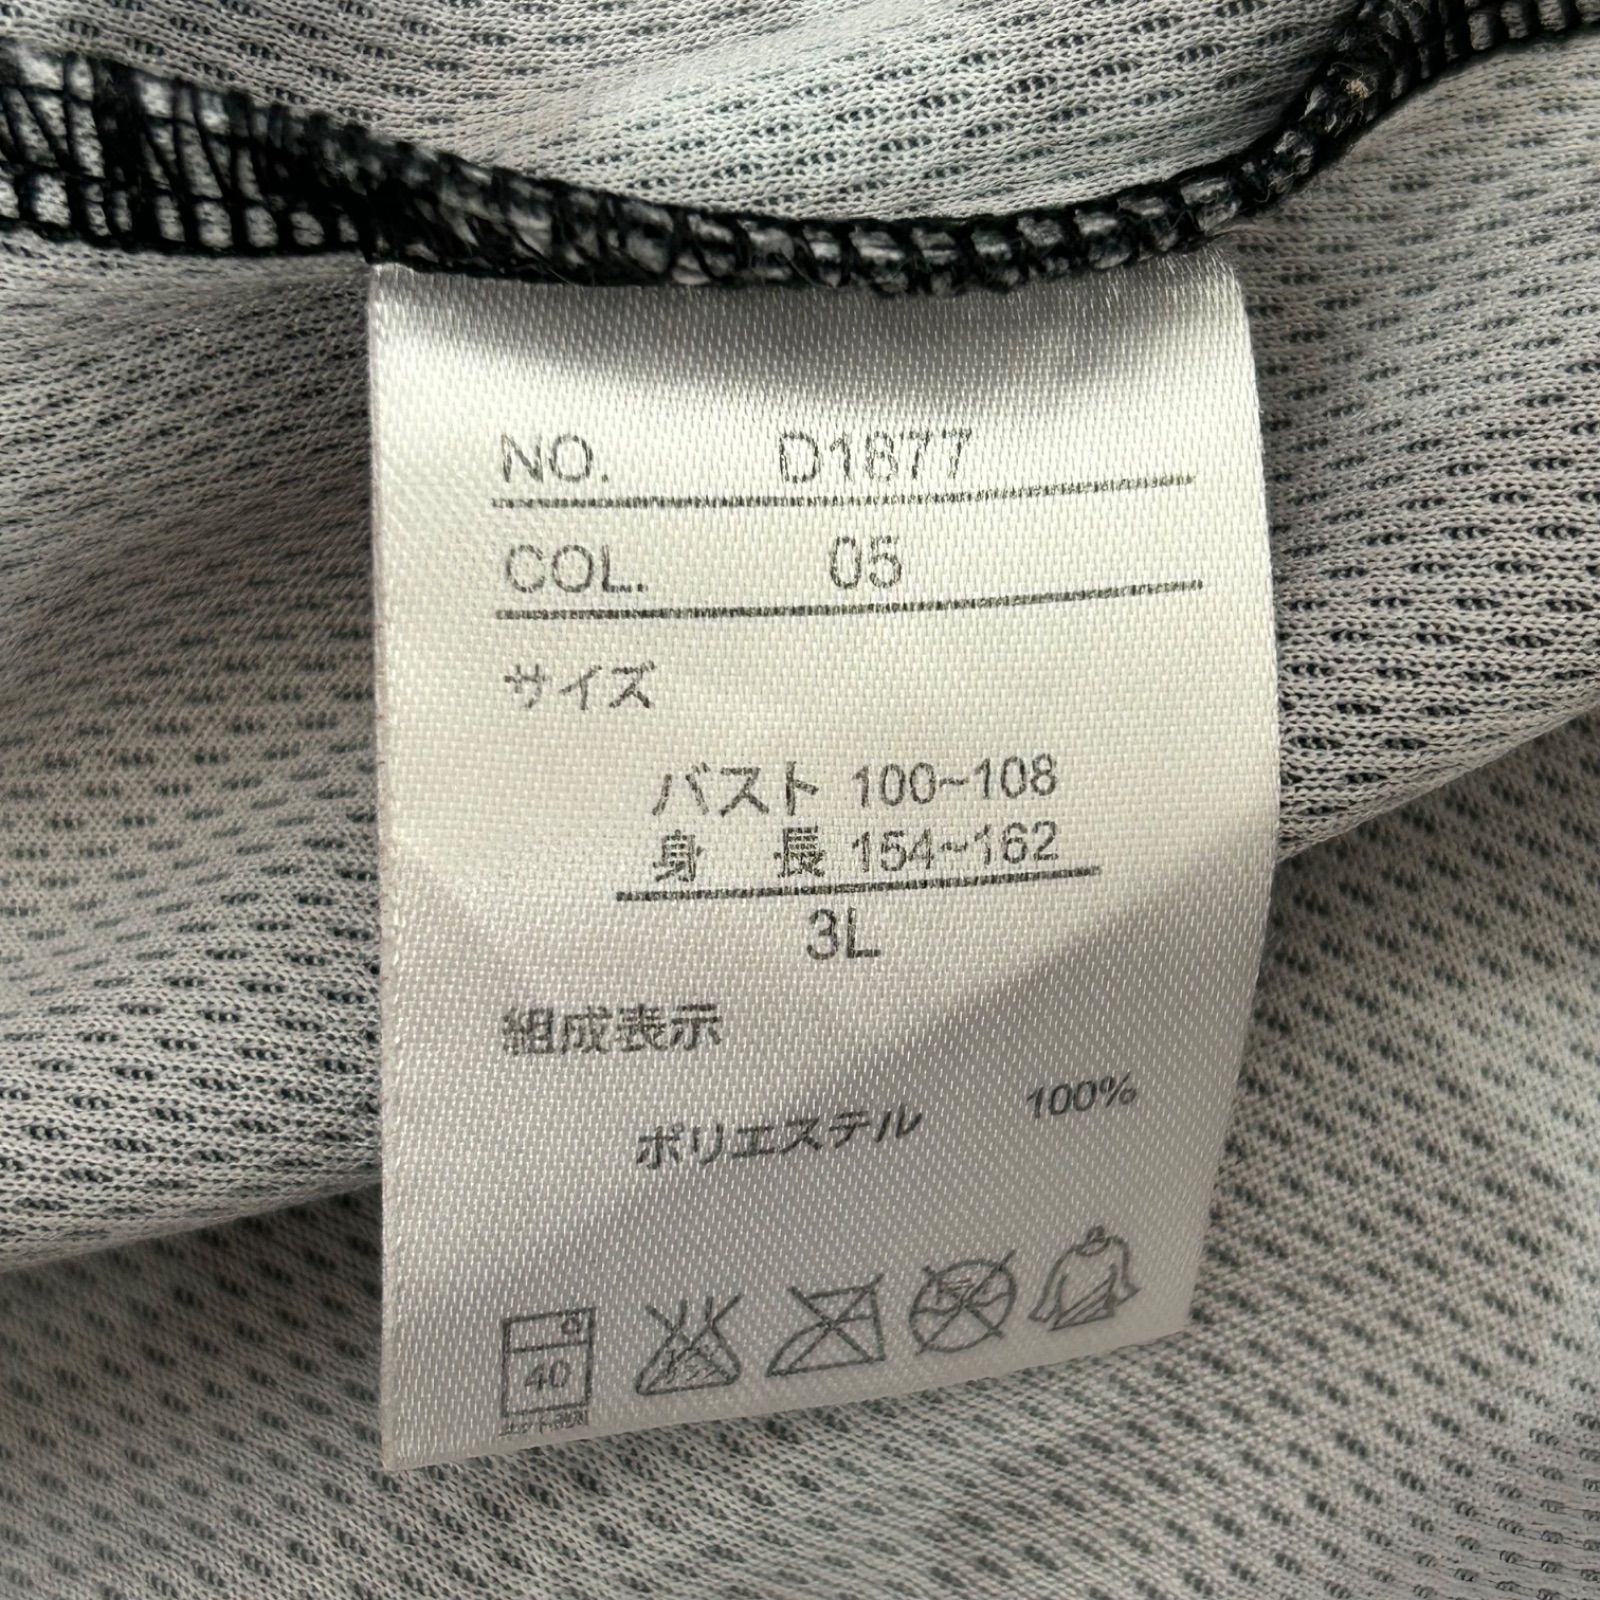 NO. D1877
COL. 05
サイズ
バスト 100~108
身 長 154~162
3L
組成表示
ポリエステル 100%
40